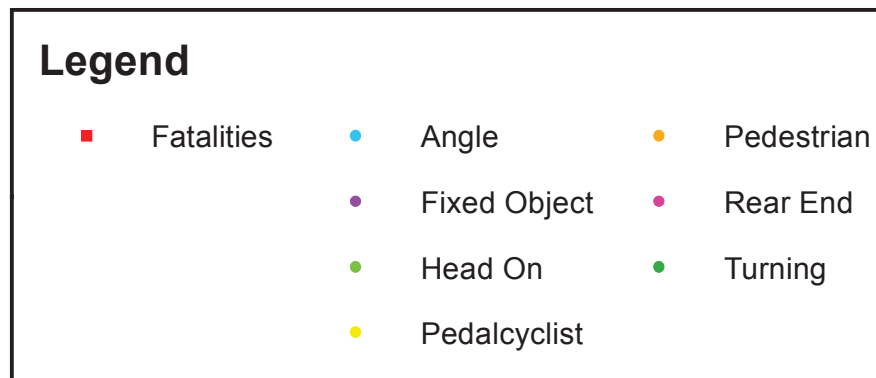 Legend
Fatalities
Angle
Fixed Object
Head On
Pedalcyclist
Pedestrian
Rear End
Turning